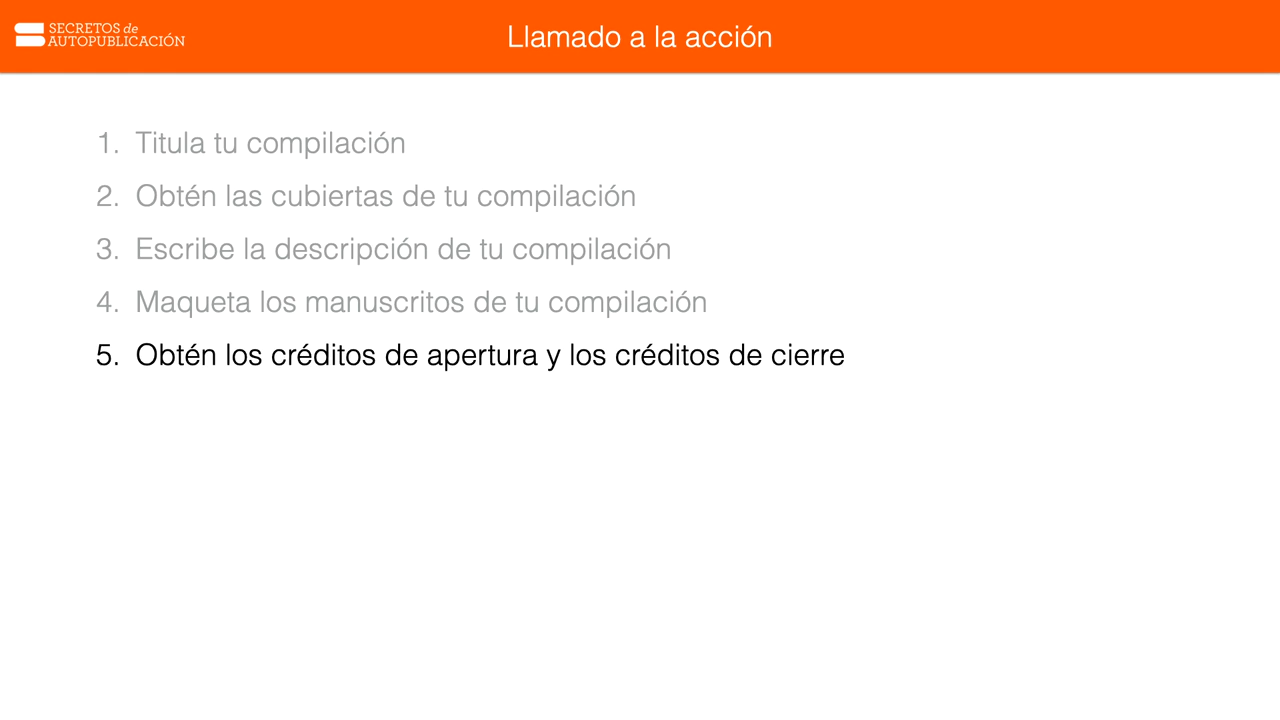 SECRETOS de
AUTOPUBLICACIÓN
Llamado a la acción
1. Titula tu compilación
2. Obtén las cubiertas de tu compilación
3. Escribe la descripción de tu compilación
4. Maqueta los manuscritos de tu compilación
5. Obtén los créditos de apertura y los créditos de cierre